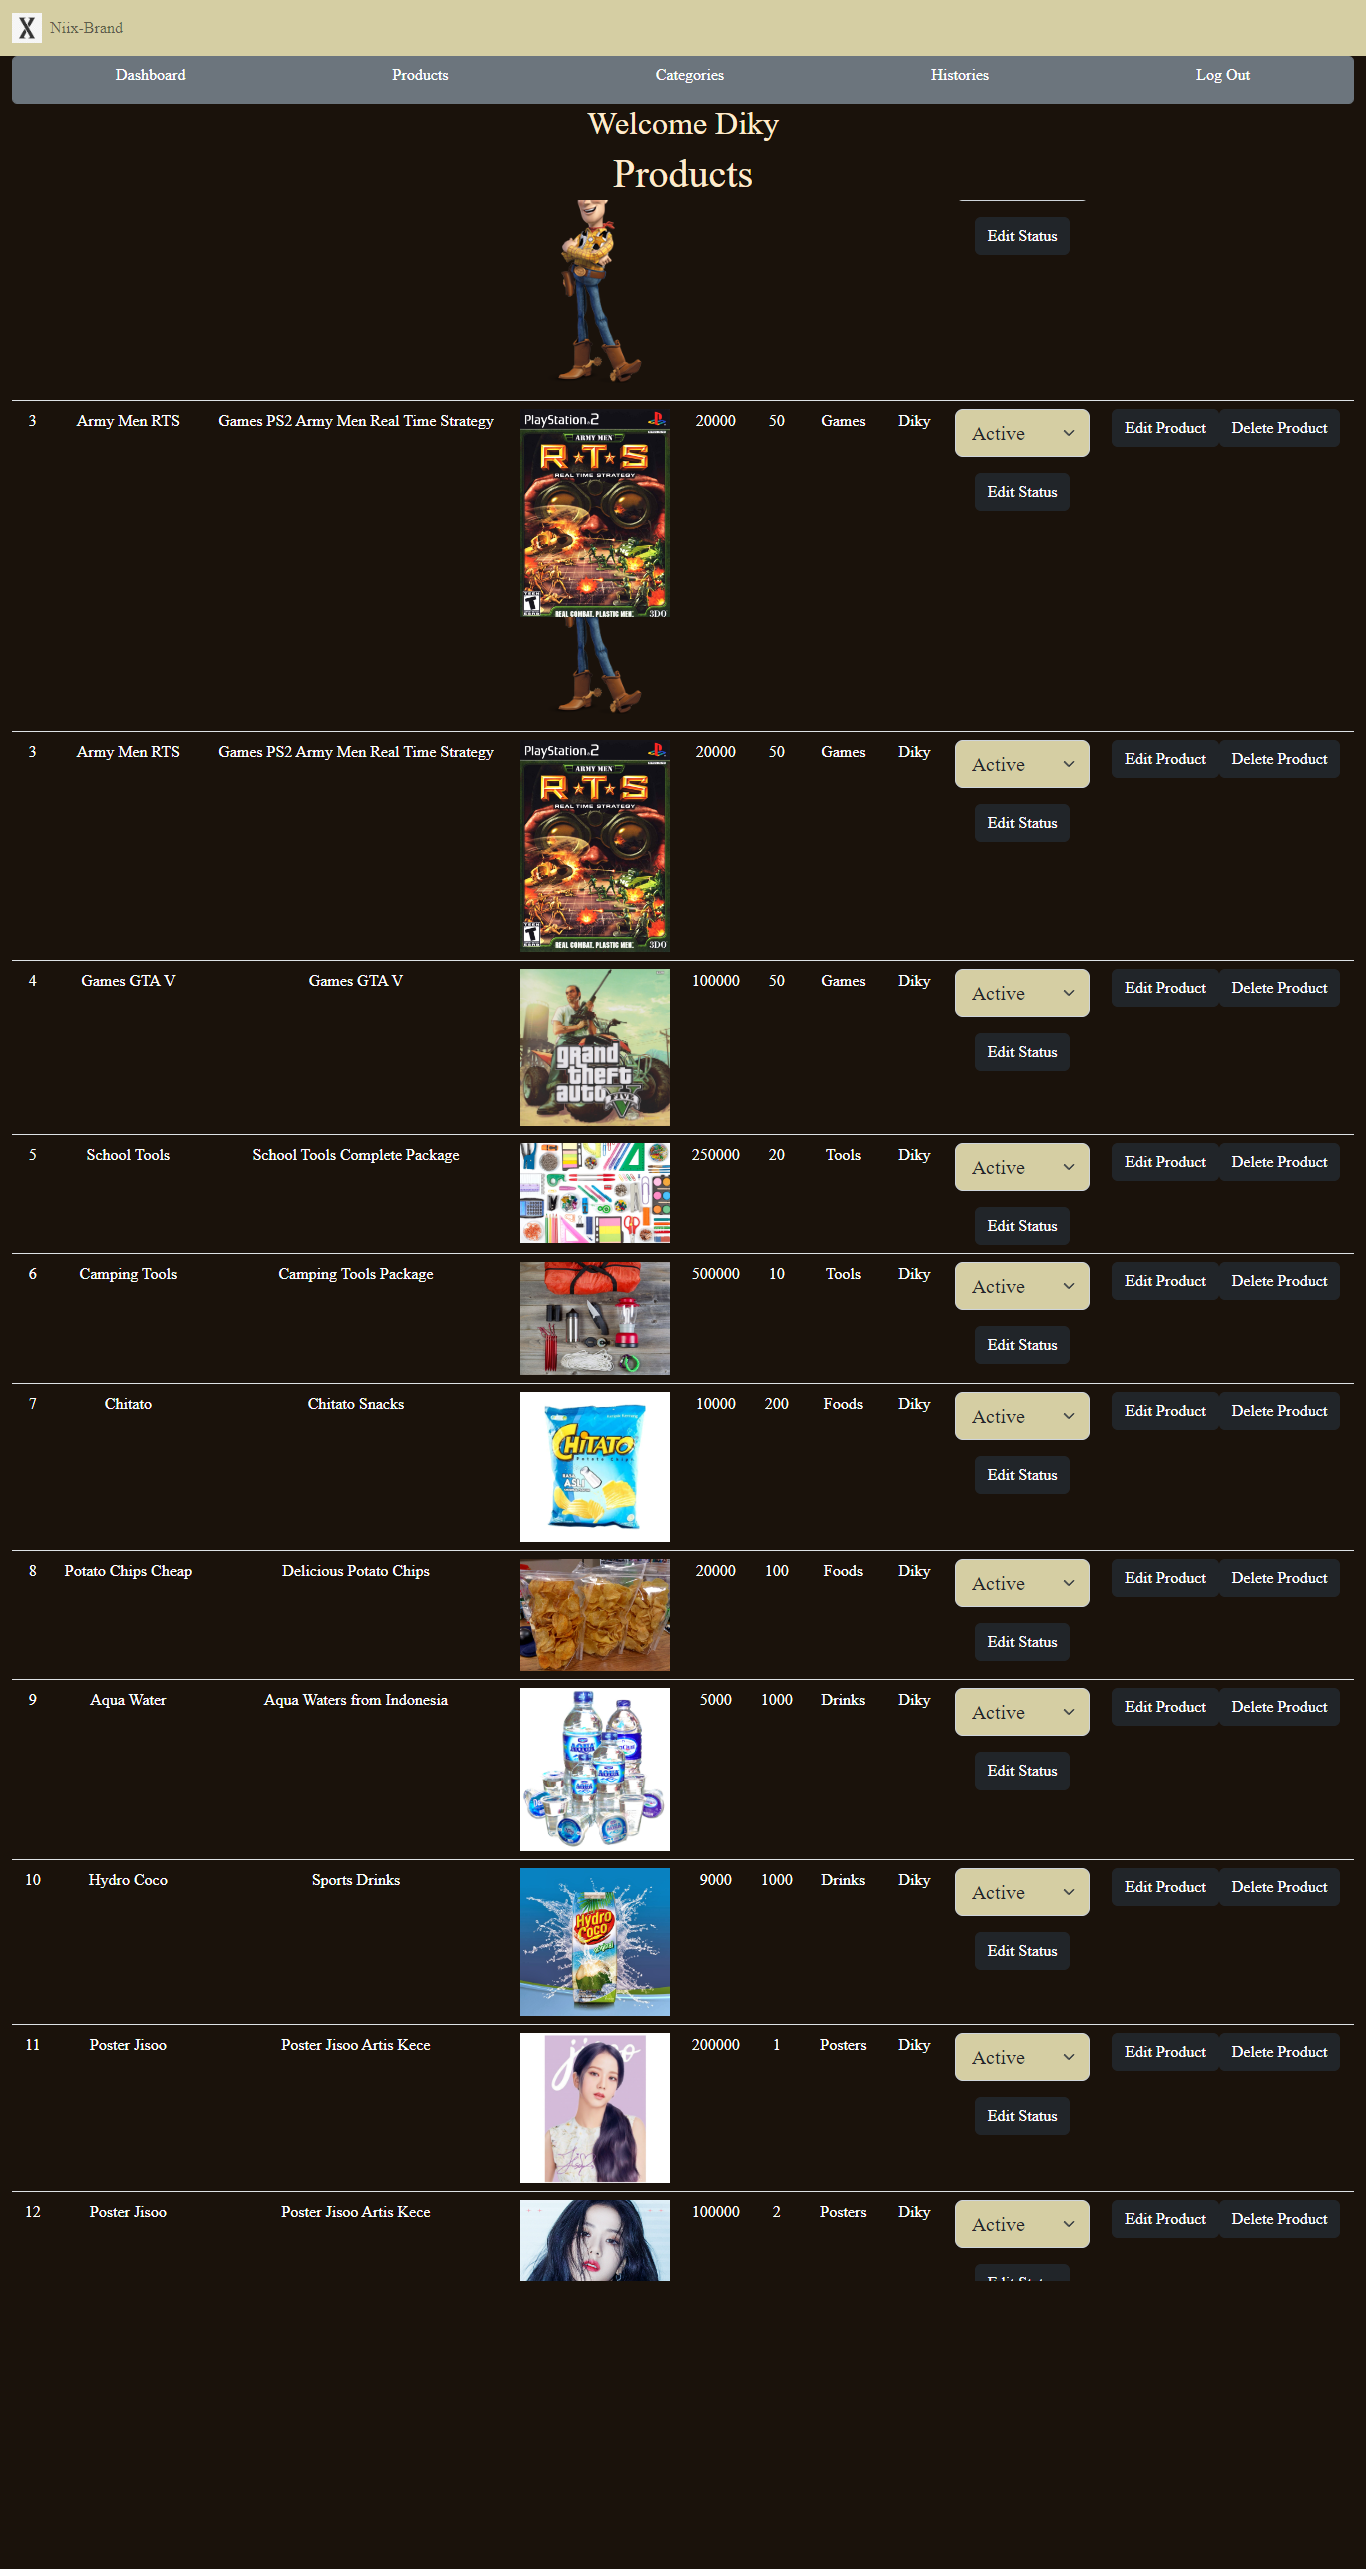 X Niix-Brand
Dashboard Products Categories Histories Log Out
Welcome Diky
Products
Edit Status
3 Army Men RTS Games PS2 Army Men Real Time Strategy 20000 50 Games Diky Active Edit Product Delete Product
PlayStation 2
ARMY MEN
R★T★S
REAL TIME STRATEGY
Edit Status
T
REAL COMBAT. PLASTIC MEN. 3DO
3 Army Men RTS Games PS2 Army Men Real Time Strategy 20000 50 Games Diky Active Edit Product Delete Product
PlayStation 2
ARMY MEN
R★T★S
REAL TIME STRATEGY
Edit Status
T
REAL COMBAT. PLASTIC MEN. 3DO
4 Games GTA V Games GTA V 100000 50 Games Diky Active Edit Product Delete Product
grand
theft
auto V
FIVE
Edit Status
5 School Tools School Tools Complete Package 250000 20 Tools Diky Active Edit Product Delete Product
Edit Status
6 Camping Tools Camping Tools Package 500000 10 Tools Diky Active Edit Product Delete Product
Edit Status
7 Chitato Chitato Snacks 10000 200 Foods Diky Active Edit Product Delete Product
CHITATO
Potato Chips
RASA
ASLI
Edit Status
8 Potato Chips Cheap Delicious Potato Chips 20000 100 Foods Diky Active Edit Product Delete Product
Edit Status
9 Aqua Water Aqua Waters from Indonesia 5000 1000 Drinks Diky Active Edit Product Delete Product
AQUA
AQUA
Edit Status
10 Hydro Coco Sports Drinks 9000 1000 Drinks Diky Active Edit Product Delete Product
Hydro
Coco
original
Edit Status
11 Poster Jisoo Poster Jisoo Artis Kece 200000 1 Posters Diky Active Edit Product Delete Product
jisoo
Edit Status
12 Poster Jisoo Poster Jisoo Artis Kece 100000 2 Posters Diky Active Edit Product Delete Product
Edit Status